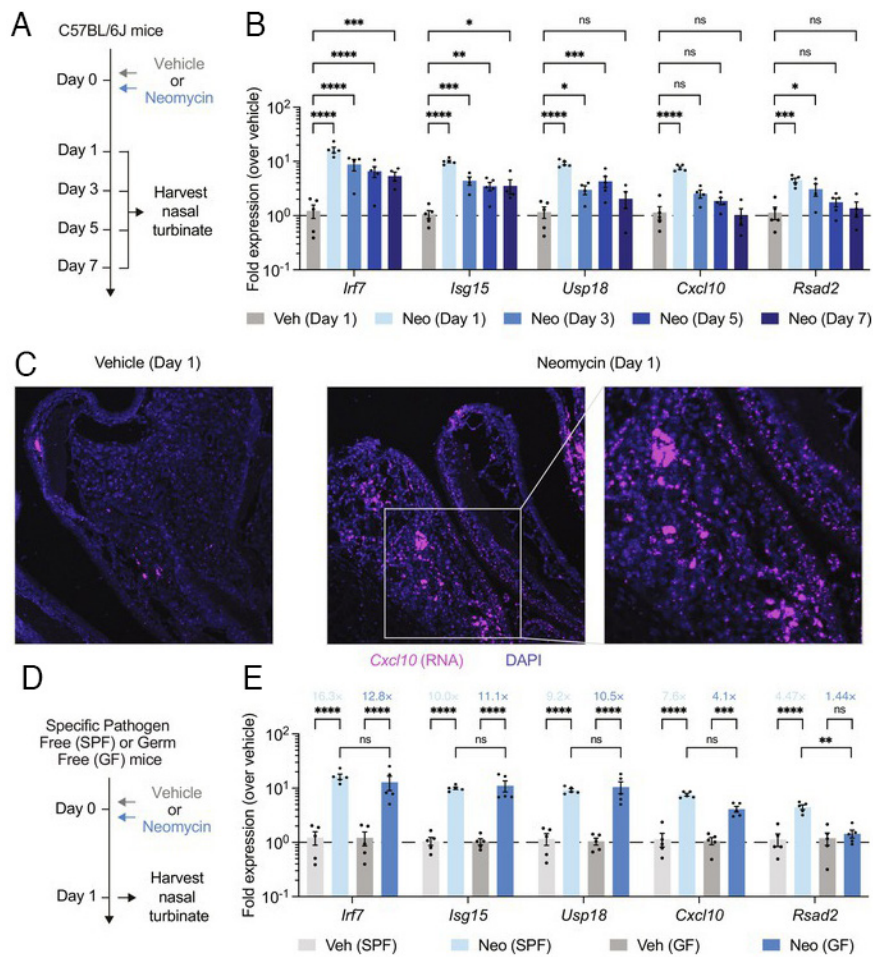 A
C57BL/6J mice
Day 0
Vehicle
or
Neomycin
Day 1
Day 3
Day 5
Day 7
Harvest
nasal
turbinate
B
Fold expression (over vehicle)
10²
10¹
10⁰
10⁻¹
*** * ns ns ns
**** ** *** ns ns
**** *** * ns *
**** **** **** **** ***
Irf7 Isg15 Usp18 Cxcl10 Rsad2
Veh (Day 1) Neo (Day 1) Neo (Day 3) Neo (Day 5) Neo (Day 7)
C
Vehicle (Day 1) Neomycin (Day 1)
Cxcl10 (RNA) DAPI
D
Specific Pathogen
Free (SPF) or Germ
Free (GF) mice
Day 0
Vehicle
or
Neomycin
Day 1
Harvest
nasal
turbinate
E
Fold expression (over vehicle)
10²
10¹
10⁰
10⁻¹
16.3× 12.8× 10.0× 11.1× 9.2× 10.5× 7.6× 4.1× 4.47× 1.44×
**** **** **** **** **** **** **** *** **** ns
ns ns ns ns **
Irf7 Isg15 Usp18 Cxcl10 Rsad2
Veh (SPF) Neo (SPF) Veh (GF) Neo (GF)